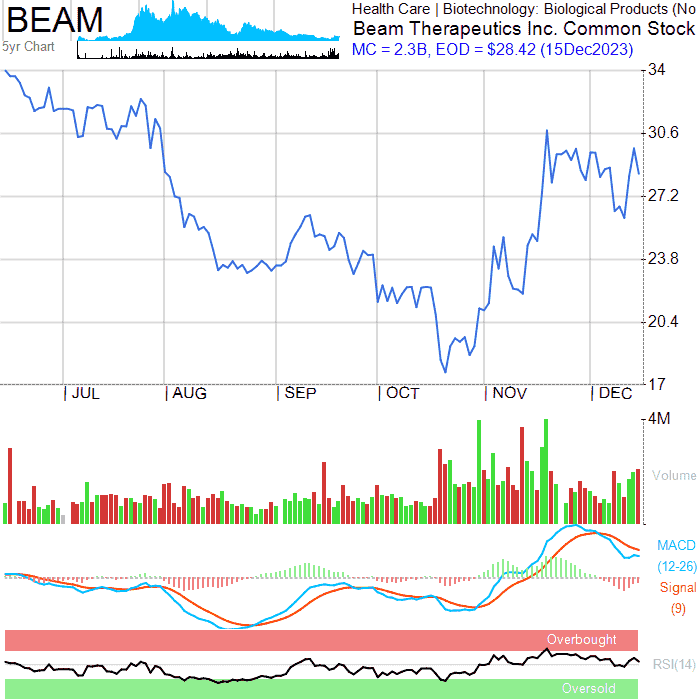 BEAM
5yr Chart
Health Care | Biotechnology: Biological Products (No
Beam Therapeutics Inc. Common Stock
MC = 2.3B, EOD = $28.42 (15Dec2023)
34
30.6
27.2
23.8
20.4
17
| JUL | AUG | SEP | OCT | NOV | DEC
4M
Volume
MACD
(12-26)
Signal
(9)
Overbought
RSI(14)
Oversold